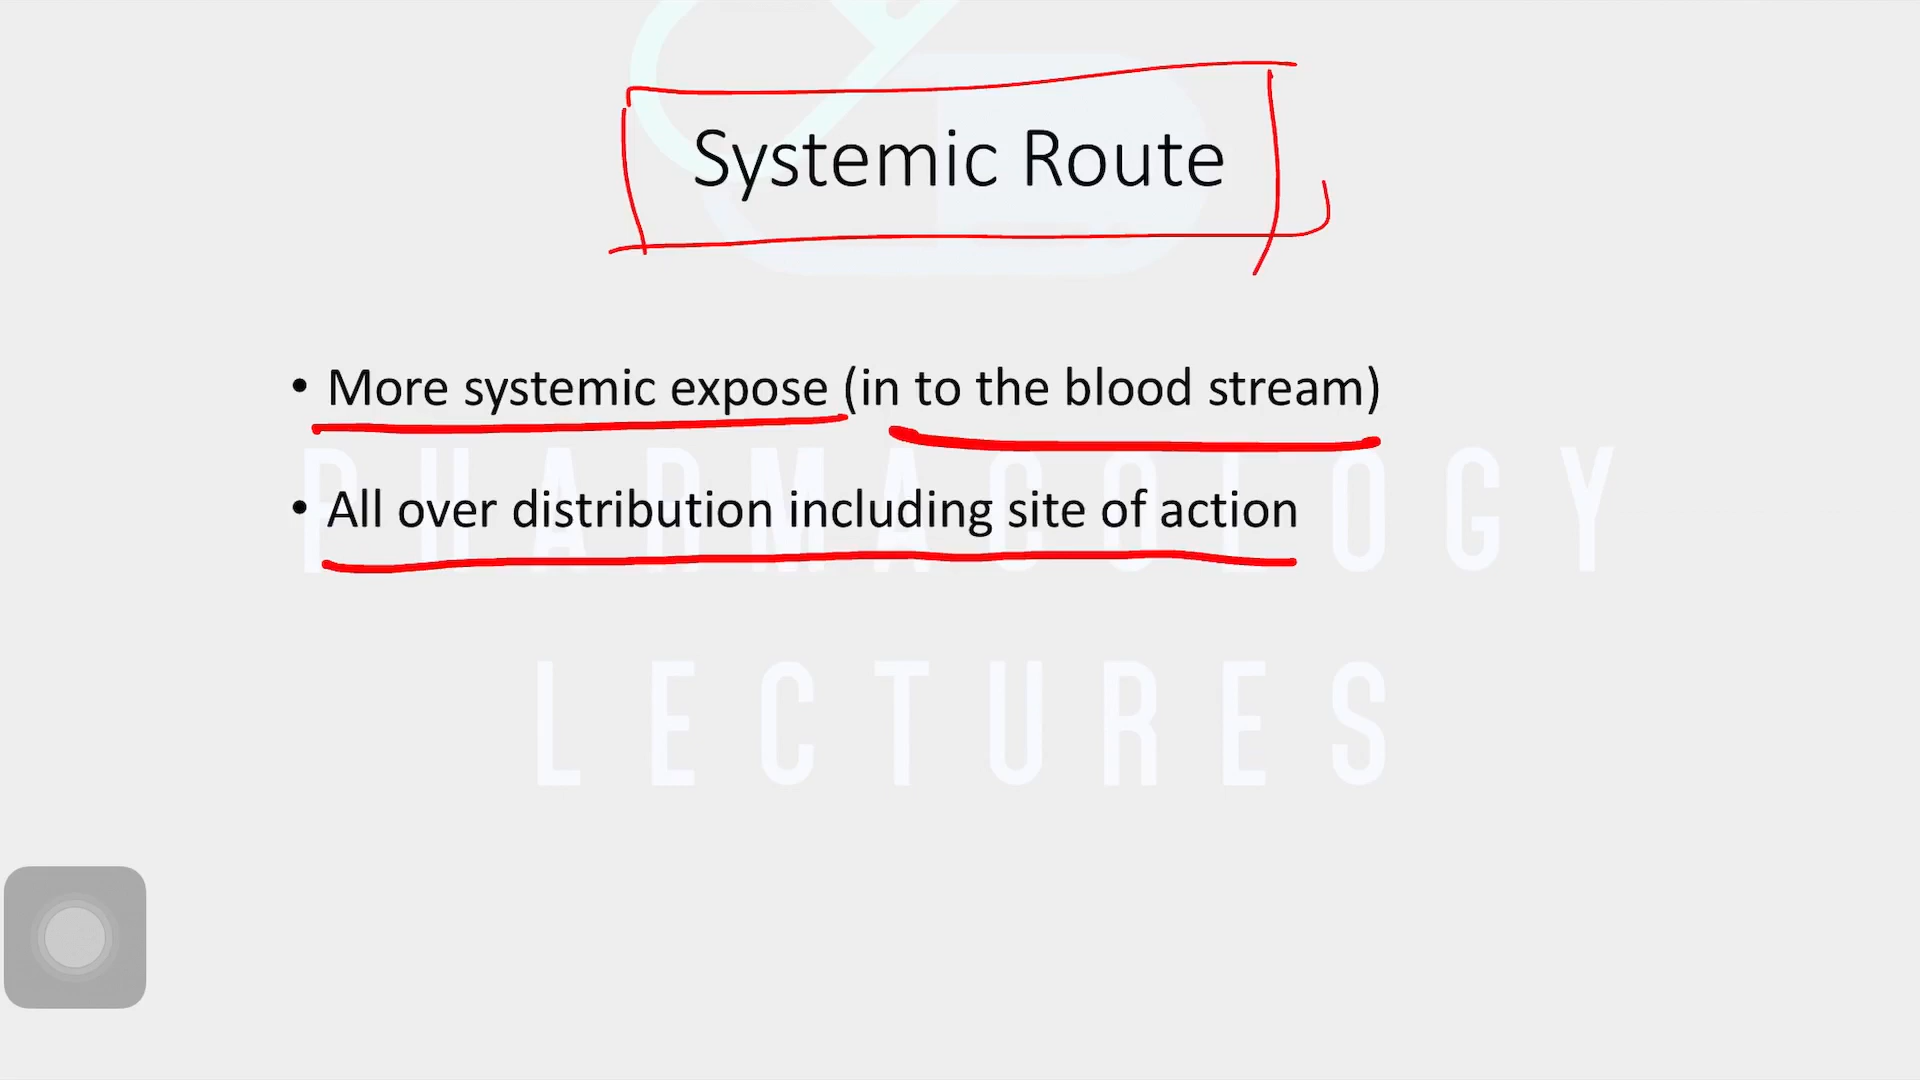 Systemic Route
• More systemic expose (in to the blood stream)
• All over distribution including site of action
PHARMACOLOGY
LECTURES